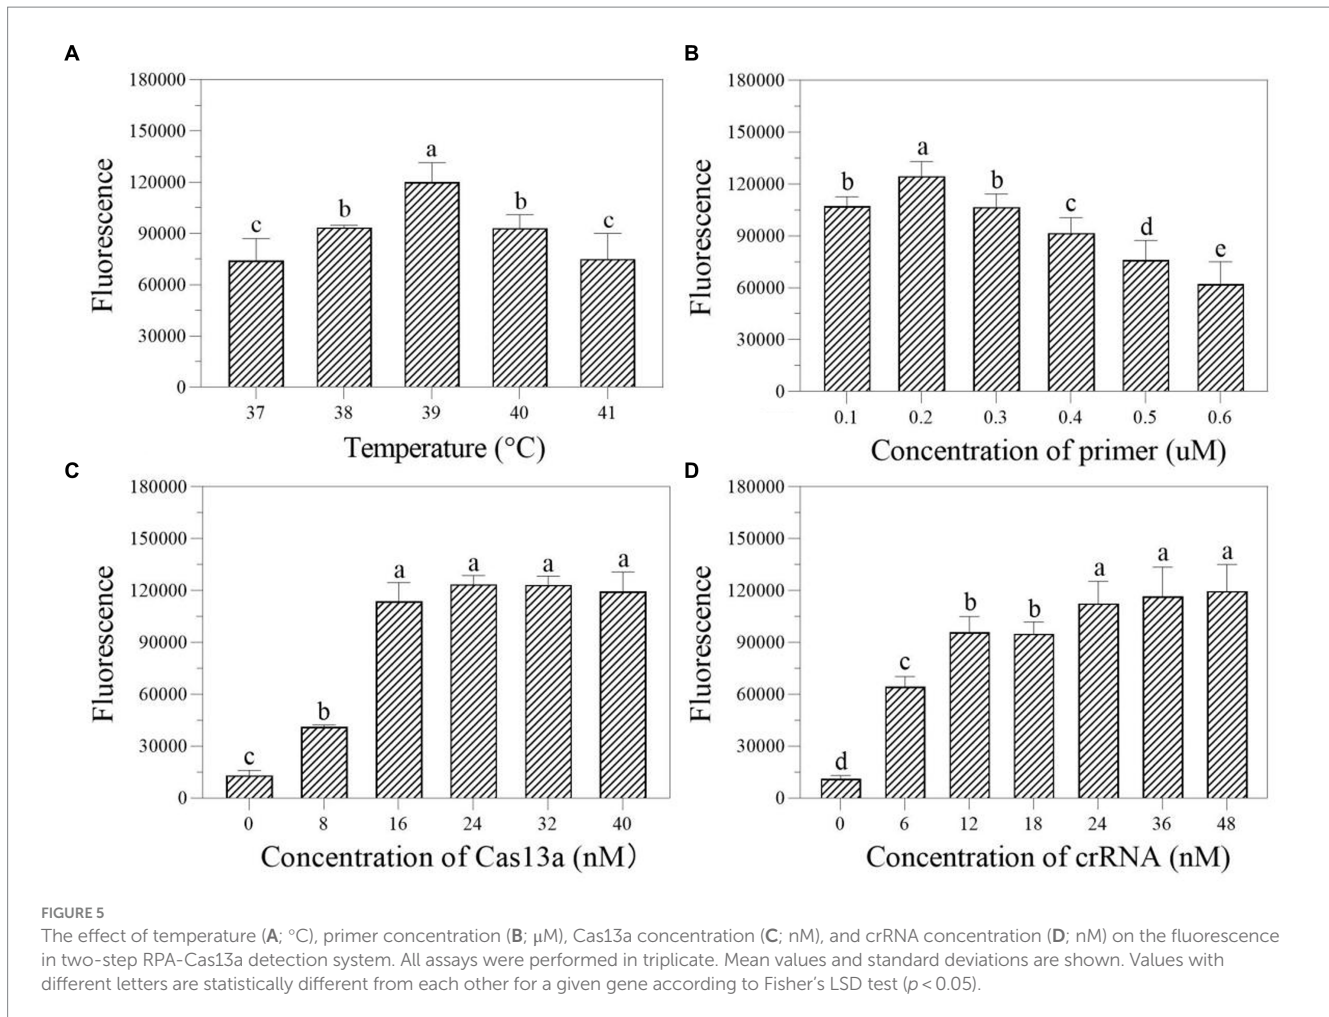 A
180000
150000
120000
90000
60000
30000
0
Fluorescence
c
b
a
b
c
37
38
39
40
41
Temperature (°C)
B
180000
150000
120000
90000
60000
30000
0
Fluorescence
b
a
b
c
d
e
0.1
0.2
0.3
0.4
0.5
0.6
Concentration of primer (uM)
C
180000
150000
120000
90000
60000
30000
0
Fluorescence
c
b
a
a
a
a
0
8
16
24
32
40
Concentration of Cas13a (nM)
D
180000
150000
120000
90000
60000
30000
0
Fluorescence
d
c
b
b
a
a
a
0
6
12
18
24
36
48
Concentration of crRNA (nM)
FIGURE 5
The effect of temperature (A; °C), primer concentration (B; μM), Cas13a concentration (C; nM), and crRNA concentration (D; nM) on the fluorescence
in two-step RPA-Cas13a detection system. All assays were performed in triplicate. Mean values and standard deviations are shown. Values with
different letters are statistically different from each other for a given gene according to Fisher's LSD test (p < 0.05).